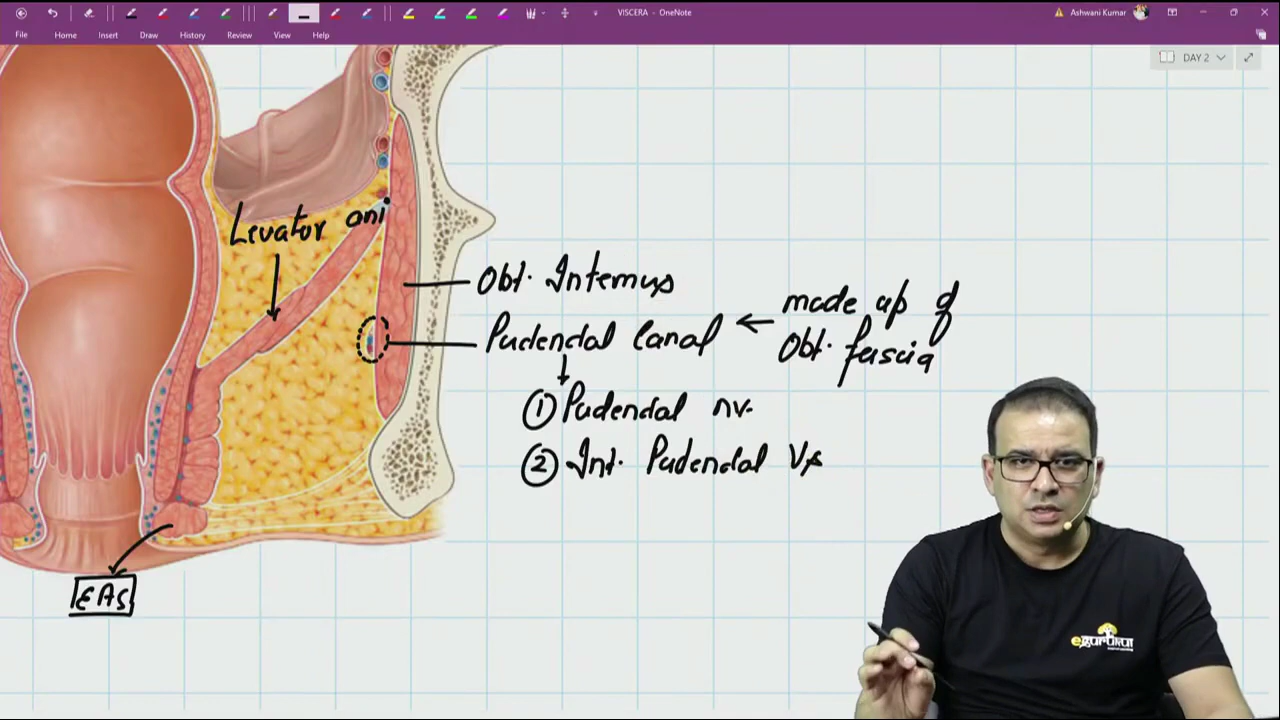 VISCERA - OneNote
Ashwani Kumar
File Home Insert Draw History Review View Help
DAY 2
Levator ani
Obt. Internus
Pudendal Canal ← made up of
Obt. fascia
① Pudendal nv.
② Int. Pudendal Vs
EAS
egurukul